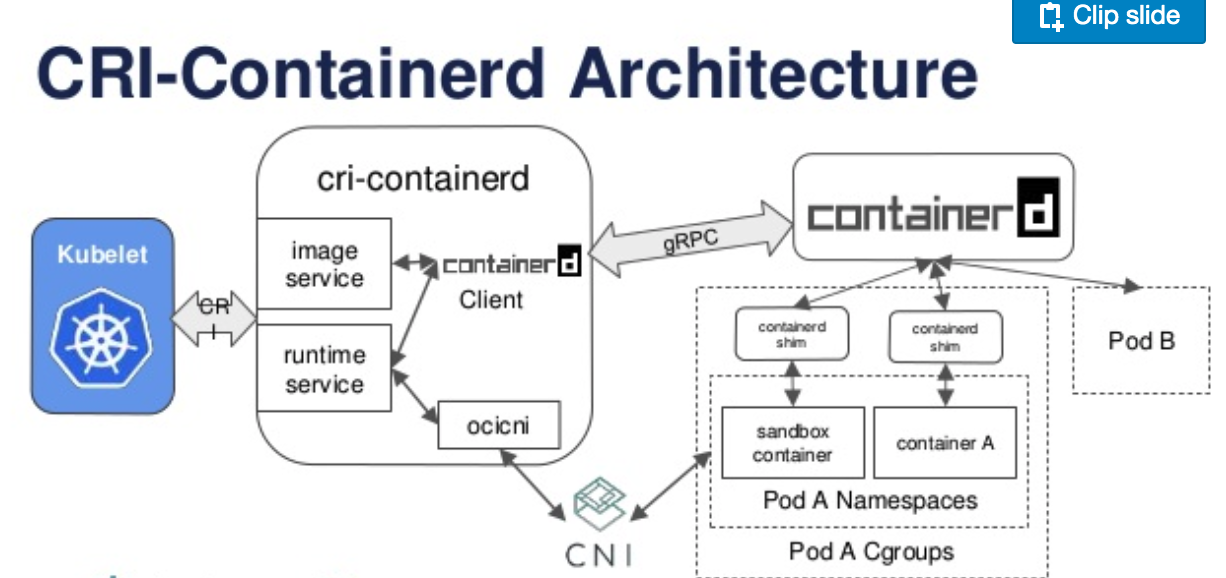 Clip slide
CRI-Containerd Architecture
cri-containerd
Kubelet
image
service
containerd
Client
CR
I
runtime
service
ocicni
gRPC
containerd
containerd
shim
containerd
shim
Pod B
sandbox
container
container A
Pod A Namespaces
Pod A Cgroups
CNI